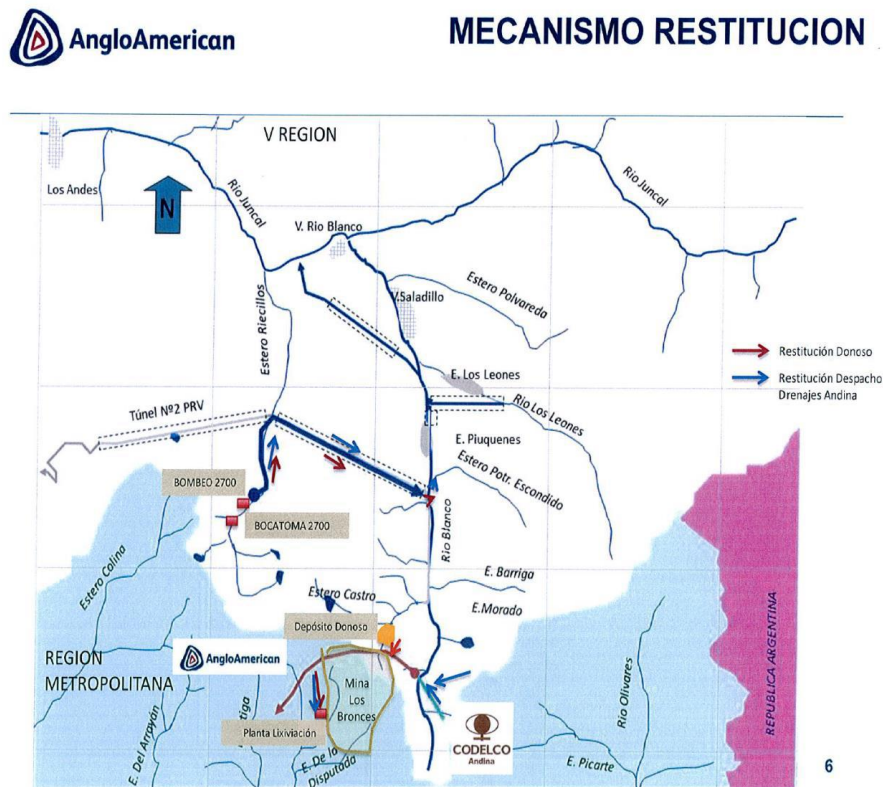 AngloAmerican
MECANISMO RESTITUCION
V REGION
Los Andes
N
Rio Juncal
V. Rio Blanco
Rio Juncal
Estero Riecillos
V.Saladillo
Estero Polvareda
Restitución Donoso
Restitución Despacho
Drenajes Andina
E. Los Leones
Rio Los Leones
Túnel Nº2 PRV
E. Piuquenes
Estero Potr. Escondido
BOMBEO 2700
BOCATOMA 2700
Rio Blanco
Estero Colina
E. Barriga
Estero Castro
E.Morado
Depósito Donoso
REGION
METROPOLITANA
AngloAmerican
Mina
Los
Bronces
Planta Lixiviación
E. Del Arrayán
E. De la
Disputada
CODELCO
Andina
Rio Olivares
E. Picarte
REPUBLICA ARGENTINA
6